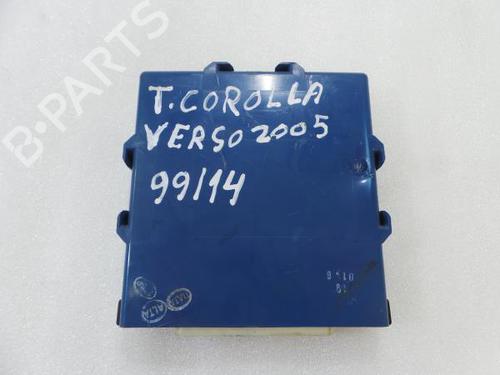 B-PARTS
T. COROLLA
VERSO 2005
99/14